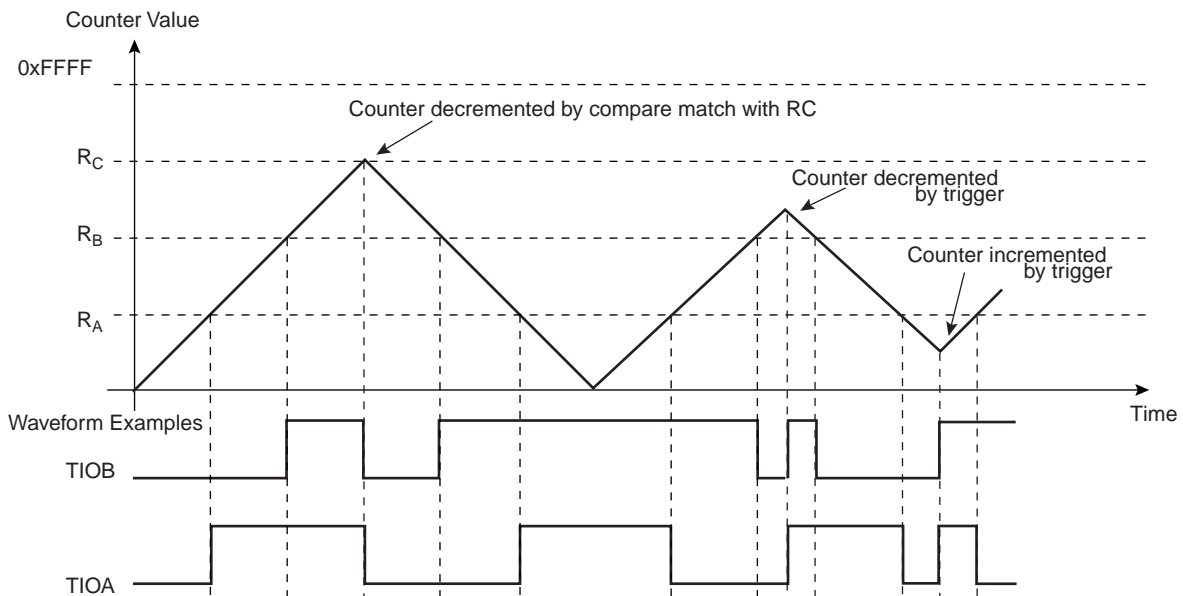 Counter Value
0xFFFF
Counter decremented by compare match with RC
RC
Counter decremented
by trigger
RB
Counter incremented
by trigger
RA
Time
Waveform Examples
TIOB
TIOA